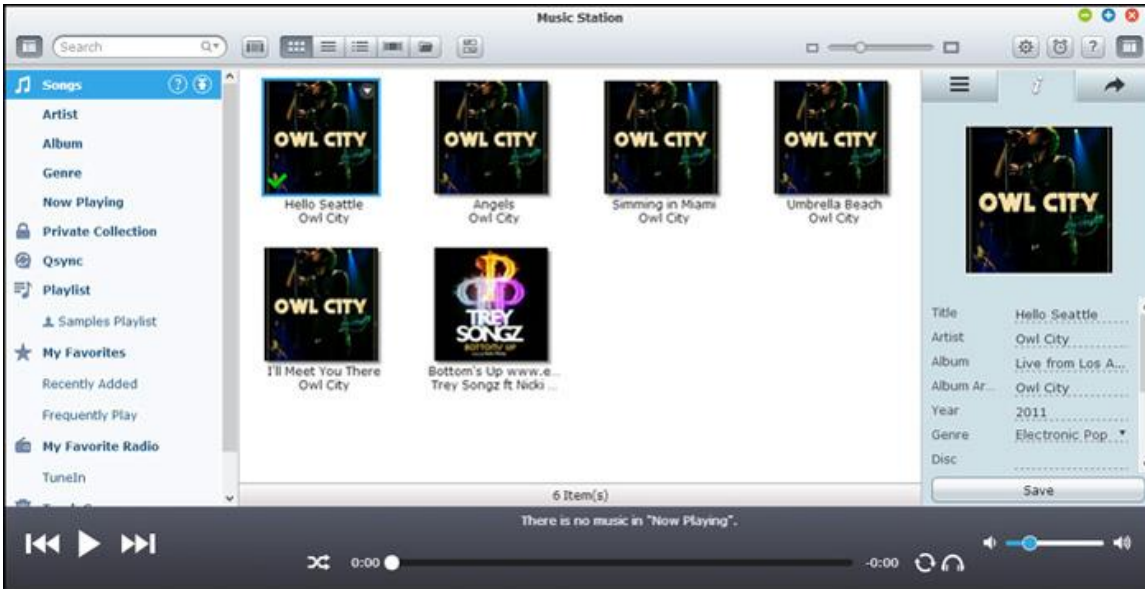 Music Station
Search
Songs
Artist
Album
Genre
Now Playing
Private Collection
Qsync
Playlist
Samples Playlist
My Favorites
Recently Added
Frequently Play
My Favorite Radio
TuneIn
OWL CITY
Hello Seattle
Owl City
OWL CITY
Angels
Owl City
OWL CITY
Simming in Miami
Owl City
OWL CITY
Umbrella Beach
Owl City
OWL CITY
I'll Meet You There
Owl City
TREY
SONGZ
BOTTOMS UP
Bottom's Up www.e...
Trey Songz ft Nicki ...
6 Item(s)
OWL CITY
Title Hello Seattle
Artist Owl City
Album Live from Los A...
Album Ar... Owl City
Year 2011
Genre Electronic Pop
Disc
Save
There is no music in "Now Playing".
0:00
-0:00